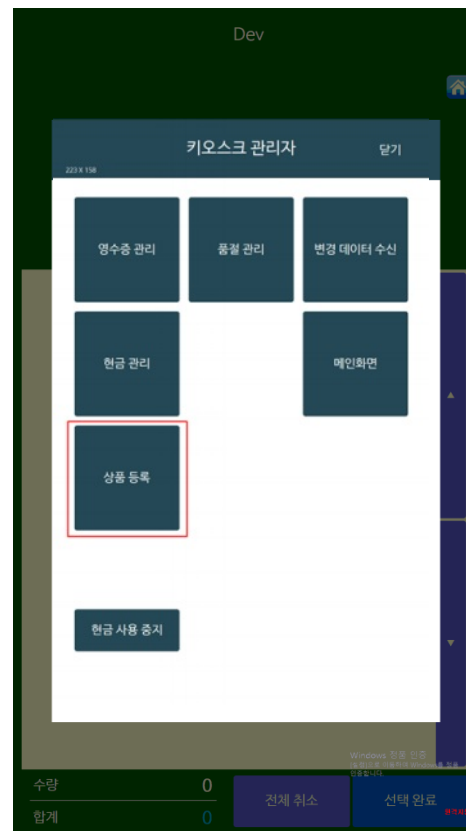 Dev
키오스크 관리자
닫기
223 X 158
영수증 관리
품절 관리
변경 데이터 수신
현금 관리
메인화면
▲
상품 등록
현금 사용 중지
▼
Windows 정품 인증
수량
0
합계
0
전체 취소
선택 완료